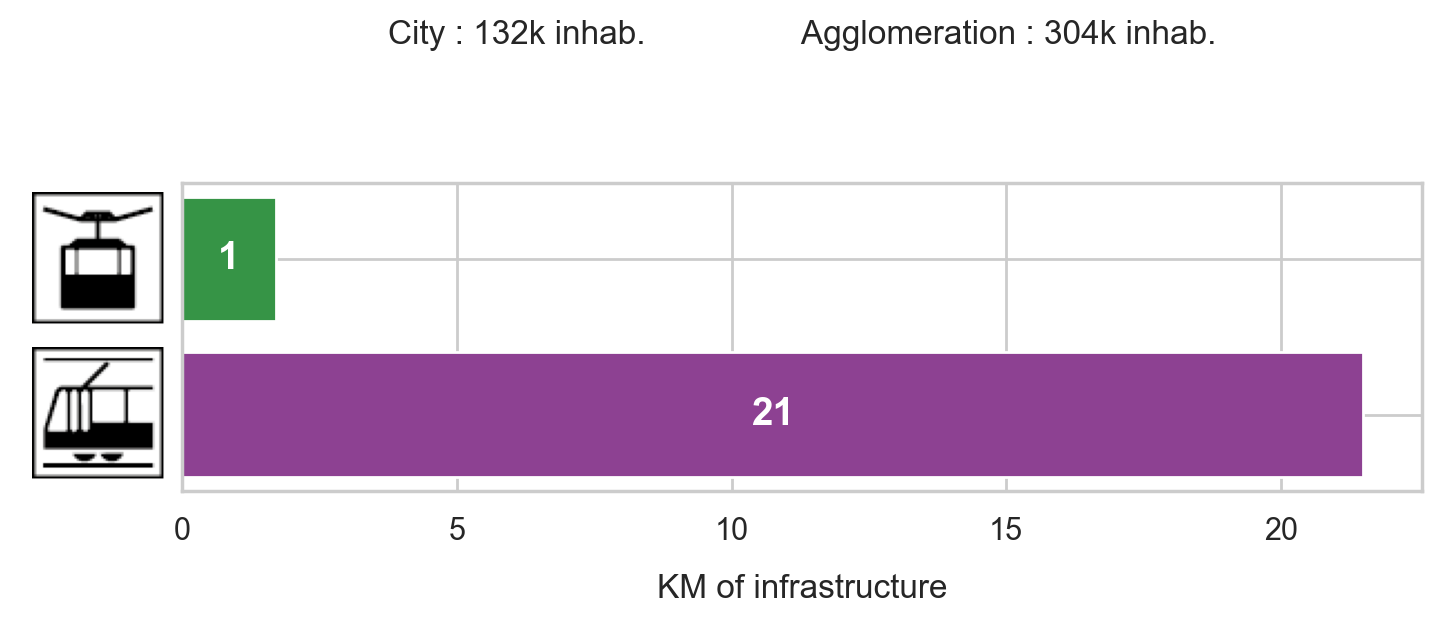 City : 132k inhab. Agglomeration : 304k inhab.
1
21
0 5 10 15 20
KM of infrastructure